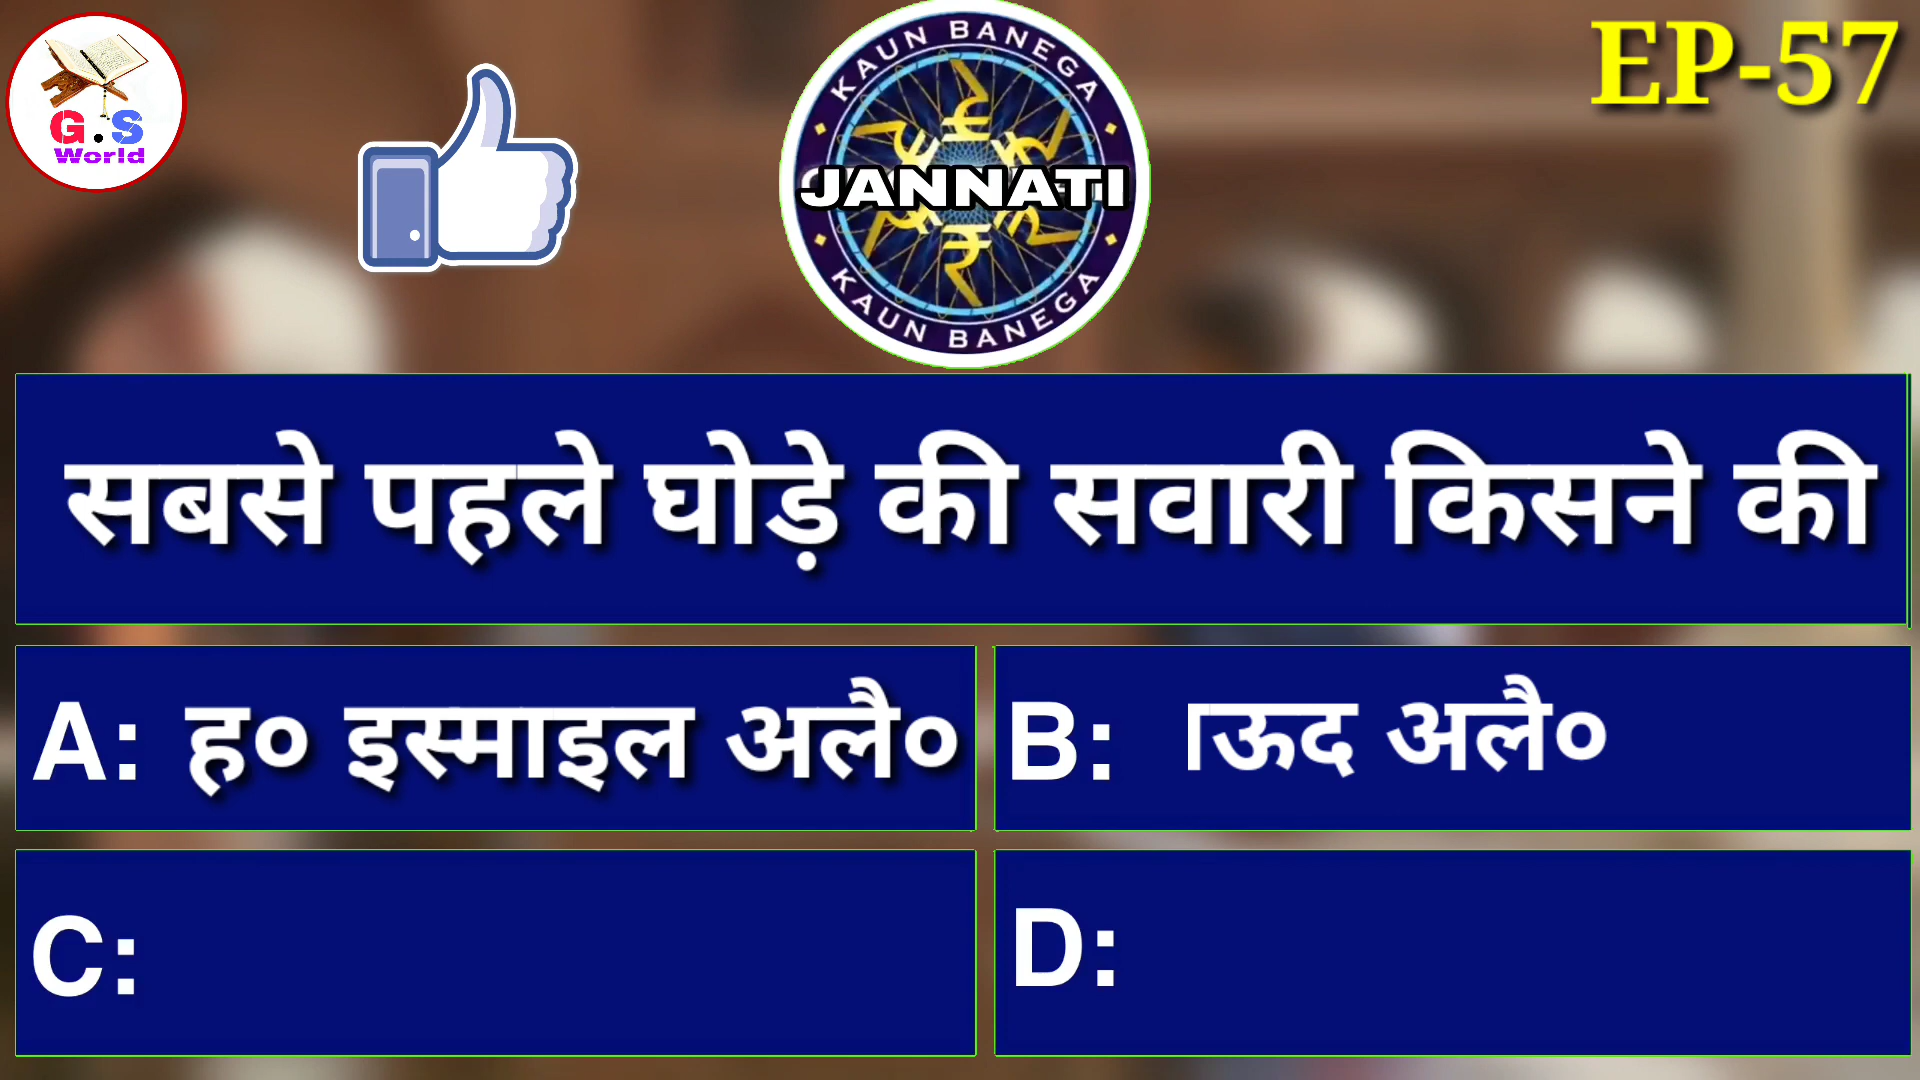 G.S
World
KAUN BANEGA
JANNATI
KAUN BANEGA
EP-57
सबसे पहले घोड़े की सवारी किसने की
A: ह० इस्माइल अलै०
B: ाऊद अलै०
C:
D: